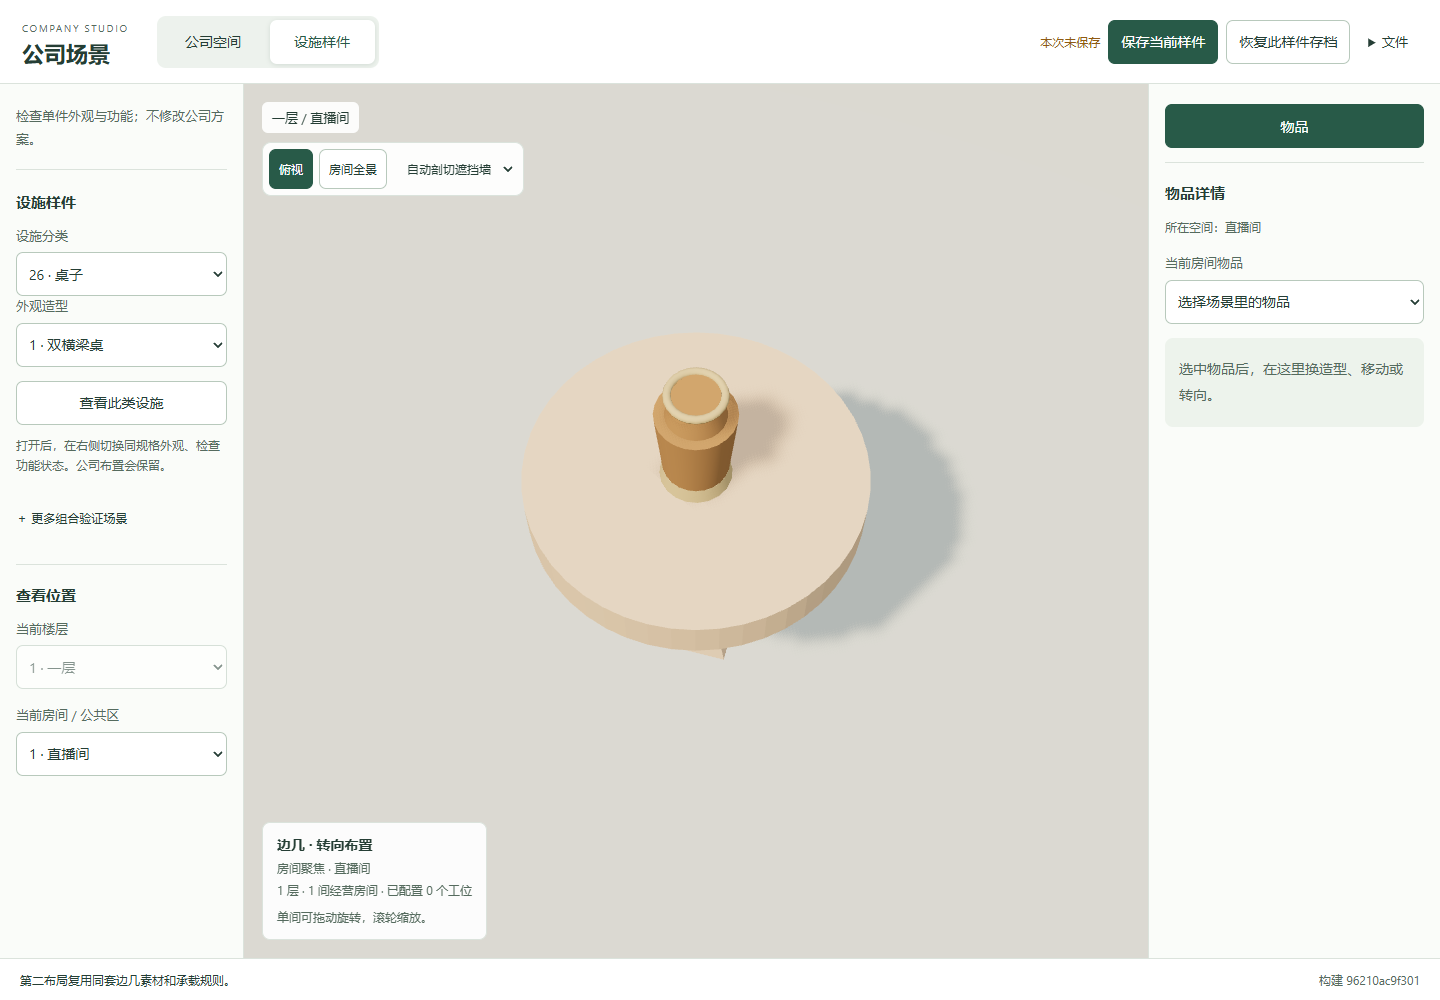 COMPANY STUDIO
公司场景
公司空间
设施样件
本次未保存
保存当前样件
恢复此样件存档
▶ 文件
检查单件外观与功能；不修改公司方
案。
设施样件
设施分类
26 · 桌子
外观造型
1 · 双横梁桌
查看此类设施
打开后，在右侧切换同规格外观、检查
功能状态。公司布置会保留。
+ 更多组合验证场景
查看位置
当前楼层
1 · 一层
当前房间 / 公共区
1 · 直播间
一层 / 直播间
俯视
房间全景
自动剖切遮挡墙
边几 · 转向布置
房间聚焦 · 直播间
1 层 · 1 间经营房间 · 已配置 0 个工位
单间可拖动旋转，滚轮缩放。
物品
物品详情
所在空间：直播间
当前房间物品
选择场景里的物品
选中物品后，在这里换造型、移动或
转向。
第二布局复用同套边几素材和承载规则。
构建 96210ac9f301